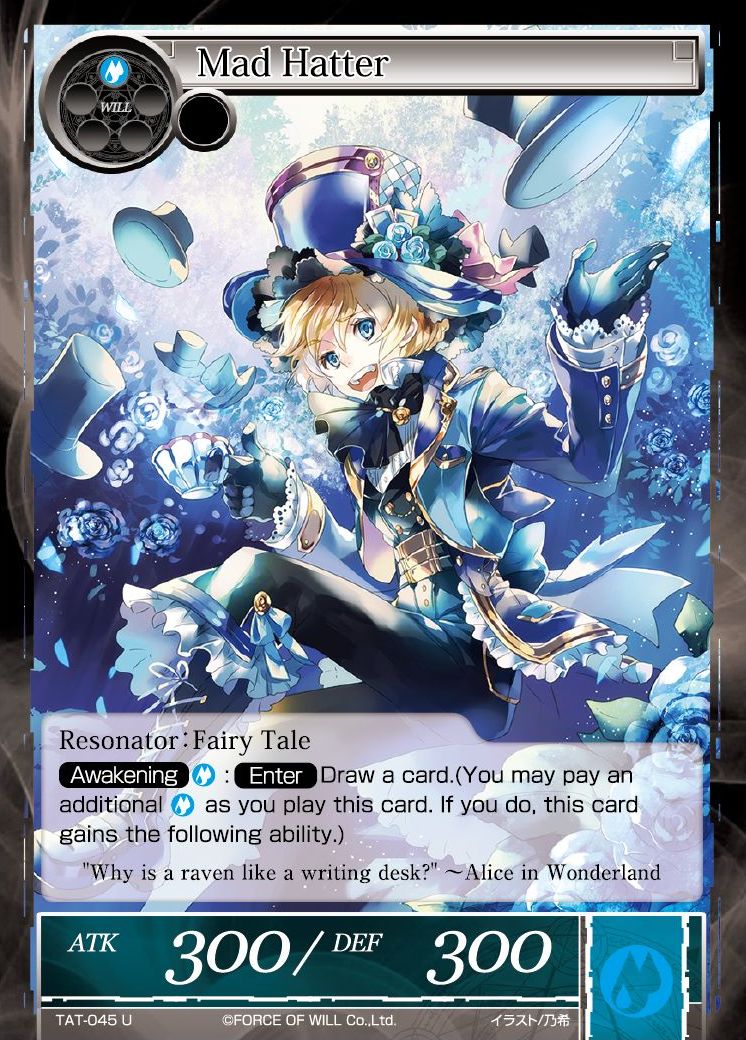 Mad Hatter
WILL
Resonator:Fairy Tale
Awakening : Enter Draw a card.(You may pay an
additional as you play this card. If you do, this card
gains the following ability.)
"Why is a raven like a writing desk?" ～Alice in Wonderland
ATK 300/ DEF 300
TAT-045 U ©FORCE OF WILL Co.,Ltd. イラスト/乃希